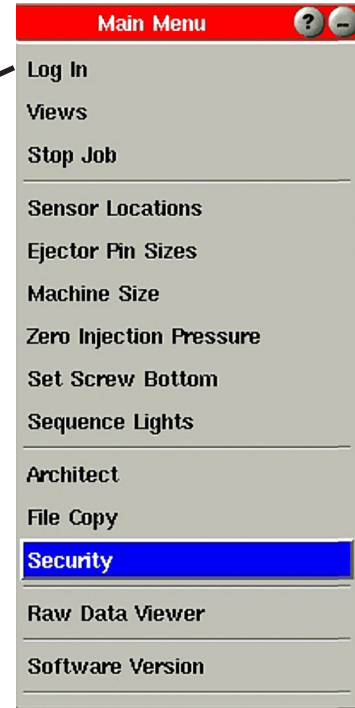 Main Menu ? –
Log In
Views
Stop Job
Sensor Locations
Ejector Pin Sizes
Machine Size
Zero Injection Pressure
Set Screw Bottom
Sequence Lights
Architect
File Copy
Security
Raw Data Viewer
Software Version